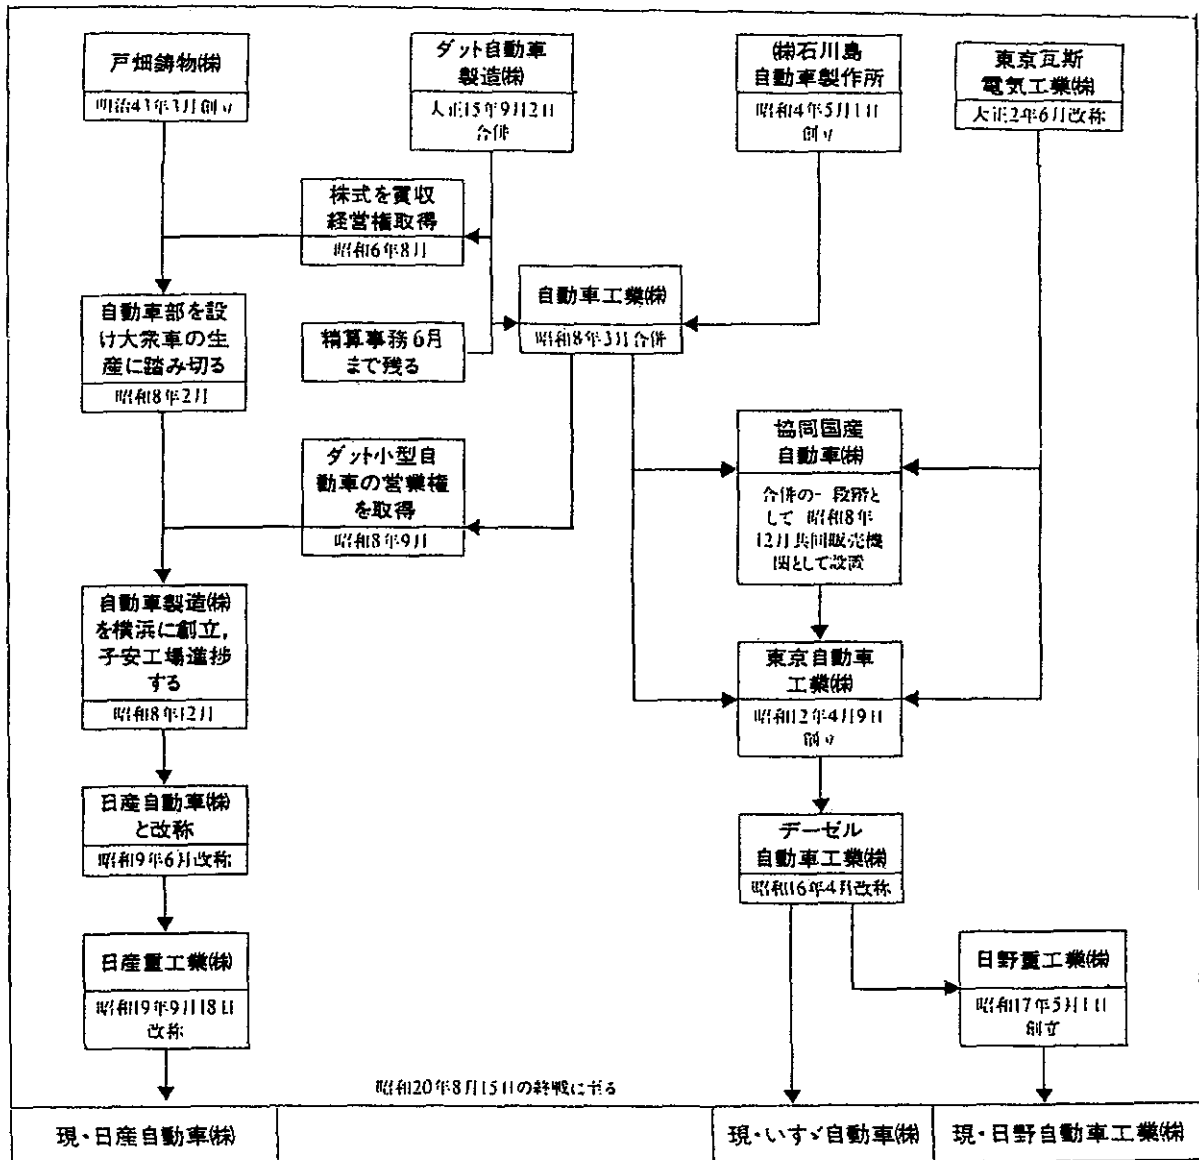 戸畑鋳物㈱
明治43年3月創立
ダット自動車
製造㈱
大正15年9月12日
合併
㈱石川島
自動車製作所
昭和4年5月1日
創立
東京瓦斯
電気工業㈱
大正2年6月改称
株式を買収
経営権取得
昭和6年8月
自動車工業㈱
昭和8年3月合併
自動車部を設
け大衆車の生
産に踏み切る
昭和8年2月
精算事務6月
まで残る
協同国産
自動車㈱
合併の一段階と
して 昭和8年
12月共同販売機
関として設置
ダット小型自
動車の営業権
を取得
昭和8年9月
自動車製造㈱
を横浜に創立,
子安工場進捗
する
昭和8年12月
東京自動車
工業㈱
昭和12年4月9日
創立
日産自動車㈱
と改称
昭和9年6月改称
デーゼル
自動車工業㈱
昭和16年4月改称
日産重工業㈱
昭和19年9月18日
改称
日野重工業㈱
昭和17年5月1日
創立
昭和20年8月15日の終戦に至る
現・日産自動車㈱
現・いすゞ自動車㈱
現・日野自動車工業㈱